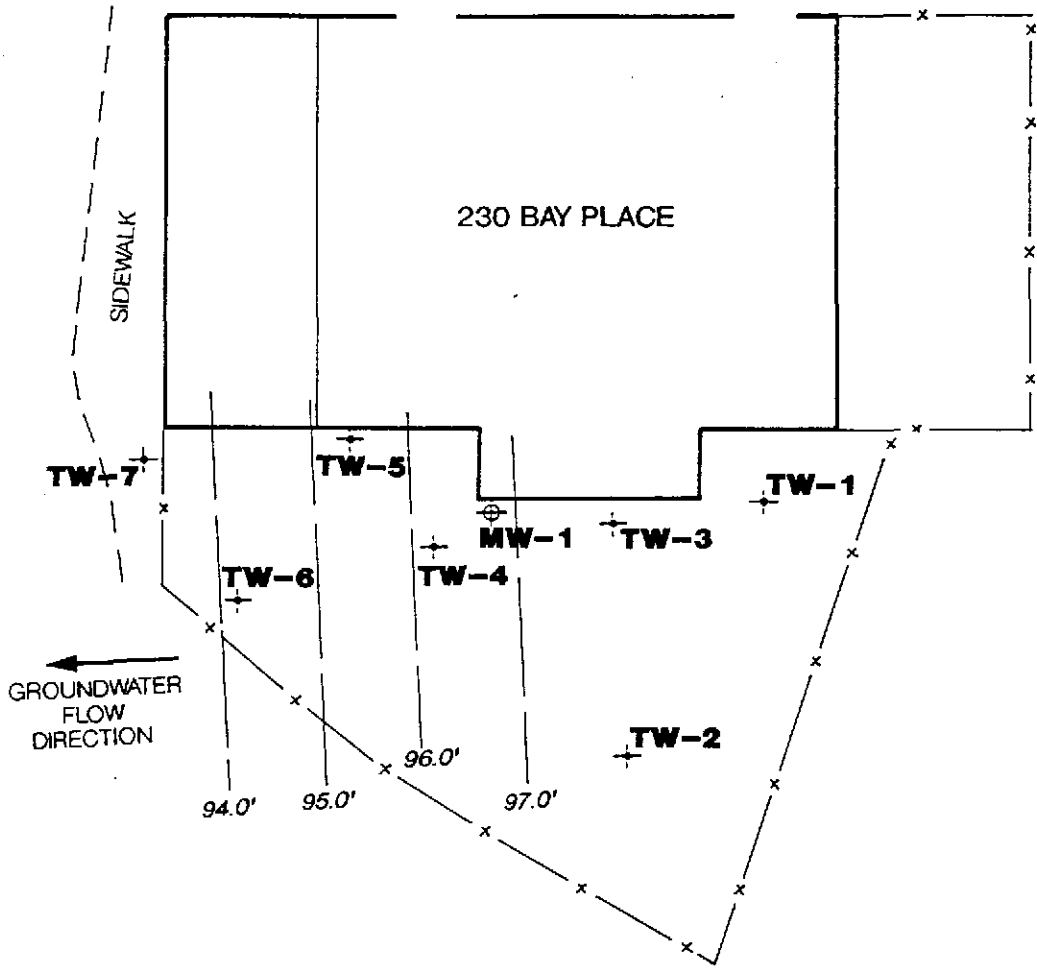 230 BAY PLACE
SIDEWALK
TW-7
TW-5
TW-1
MW-1
TW-3
TW-4
TW-6
GROUNDWATER
FLOW
DIRECTION
TW-2
96.0'
94.0'
95.0'
97.0'